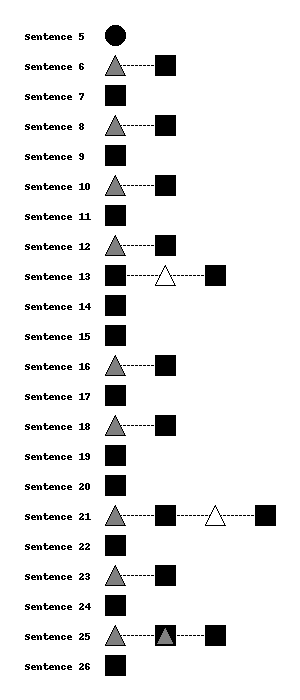 Sentence 5
Sentence 6
Sentence 7
Sentence 8
Sentence 9
Sentence 10
Sentence 11
Sentence 12
Sentence 13
Sentence 14
Sentence 15
Sentence 16
Sentence 17
Sentence 18
Sentence 19
Sentence 20
Sentence 21
Sentence 22
Sentence 23
Sentence 24
Sentence 25
Sentence 26